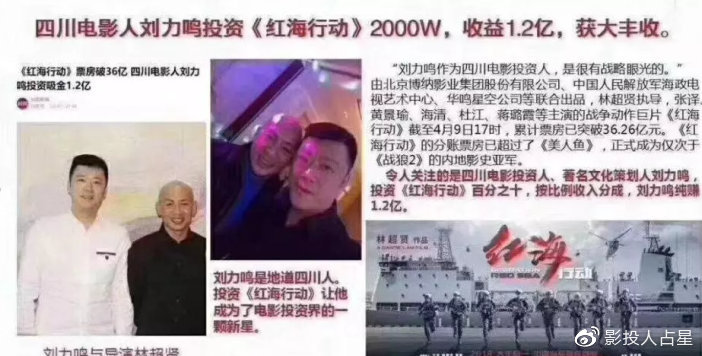 四川电影人刘力鸣投资《红海行动》2000W，收益1.2亿，获大丰收。
《红海行动》票房破36亿 四川电影人刘力
鸣投资吸金1.2亿
刘力鸣是地道四川人。
投资《红海行动》让他
成为了电影投资界的一
颗新星。
刘力鸣与导演林超贤
“刘力鸣作为四川电影投资人，是很有战略眼光的。”
由北京博纳影业集团股份有限公司、中国人民解放军海政电
视艺术中心、华鸣星空公司等联合出品，林超贤执导，张译、
黄景瑜、海清、杜江、蒋璐霞等主演的战争动作巨片《红海
行动》截至4月9日17时，累计票房已突破36.26亿元。《红
海行动》的分账票房已超过了《美人鱼》，正式成为仅次于
《战狼2》的内地影史亚军。
令人关注的是四川电影投资人、著名文化策划人刘力鸣，
投资《红海行动》百分之十，按比例收入分成，刘力鸣纯赚
1.2亿。
林超贤 作品
红海
行动
影投人占星